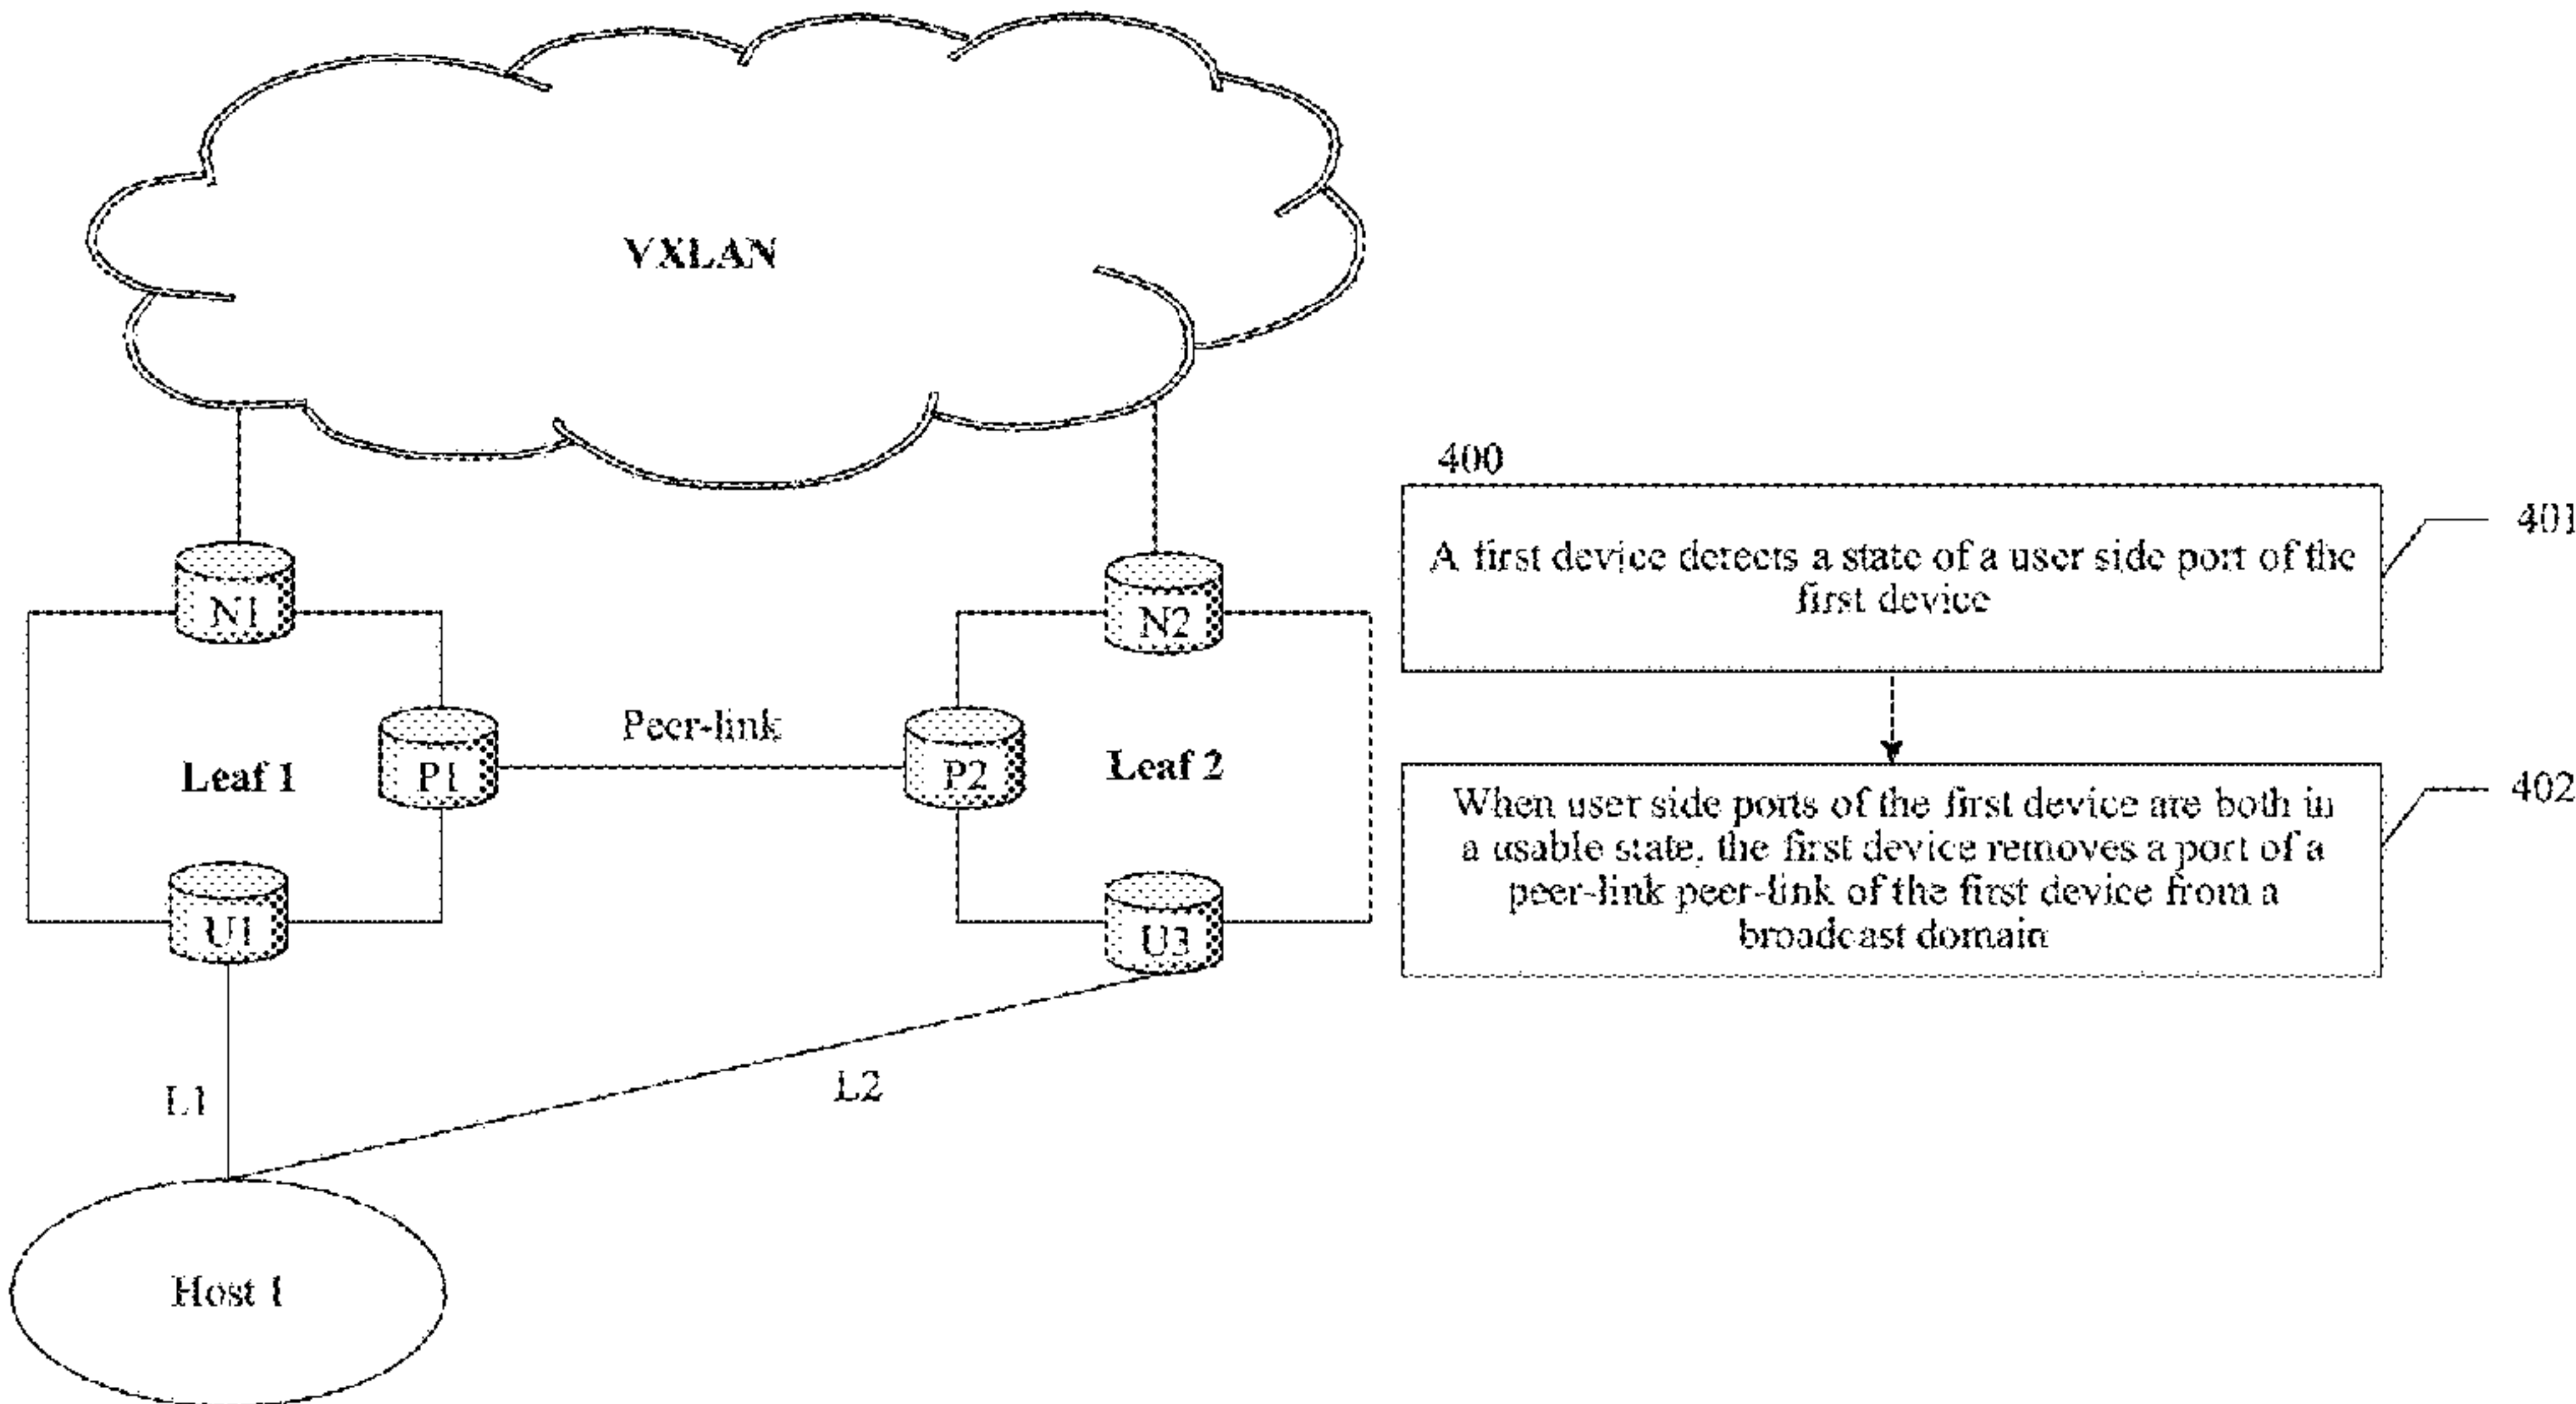 VXLAN
400
401
A first device detects a state of a user side port of the
first device
N1
N2
Peer-link
P1
P2
Leaf 1
Leaf 2
402
When user side ports of the first device are both in
a usable state, the first device removes a port of a
peer-link peer-link of the first device from a
broadcast domain
U1
U3
L1
L2
Host 1